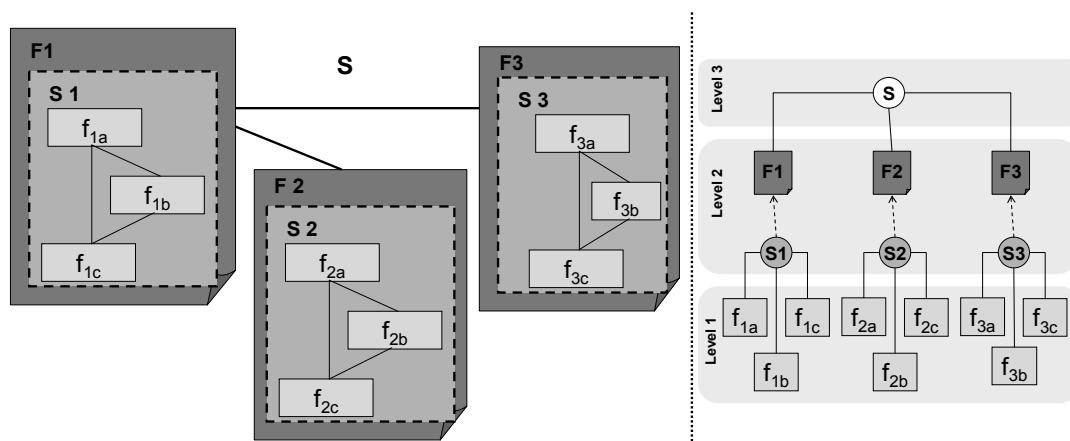 F1
S 1
f1a
f1b
f1c
S
F 2
S 2
f2a
f2b
f2c
F3
S 3
f3a
f3b
f3c
Level 3
S
Level 2
F1 F2 F3
S1 S2 S3
Level 1
f1a f1c f2a f2c f3a f3c
f1b f2b f3b